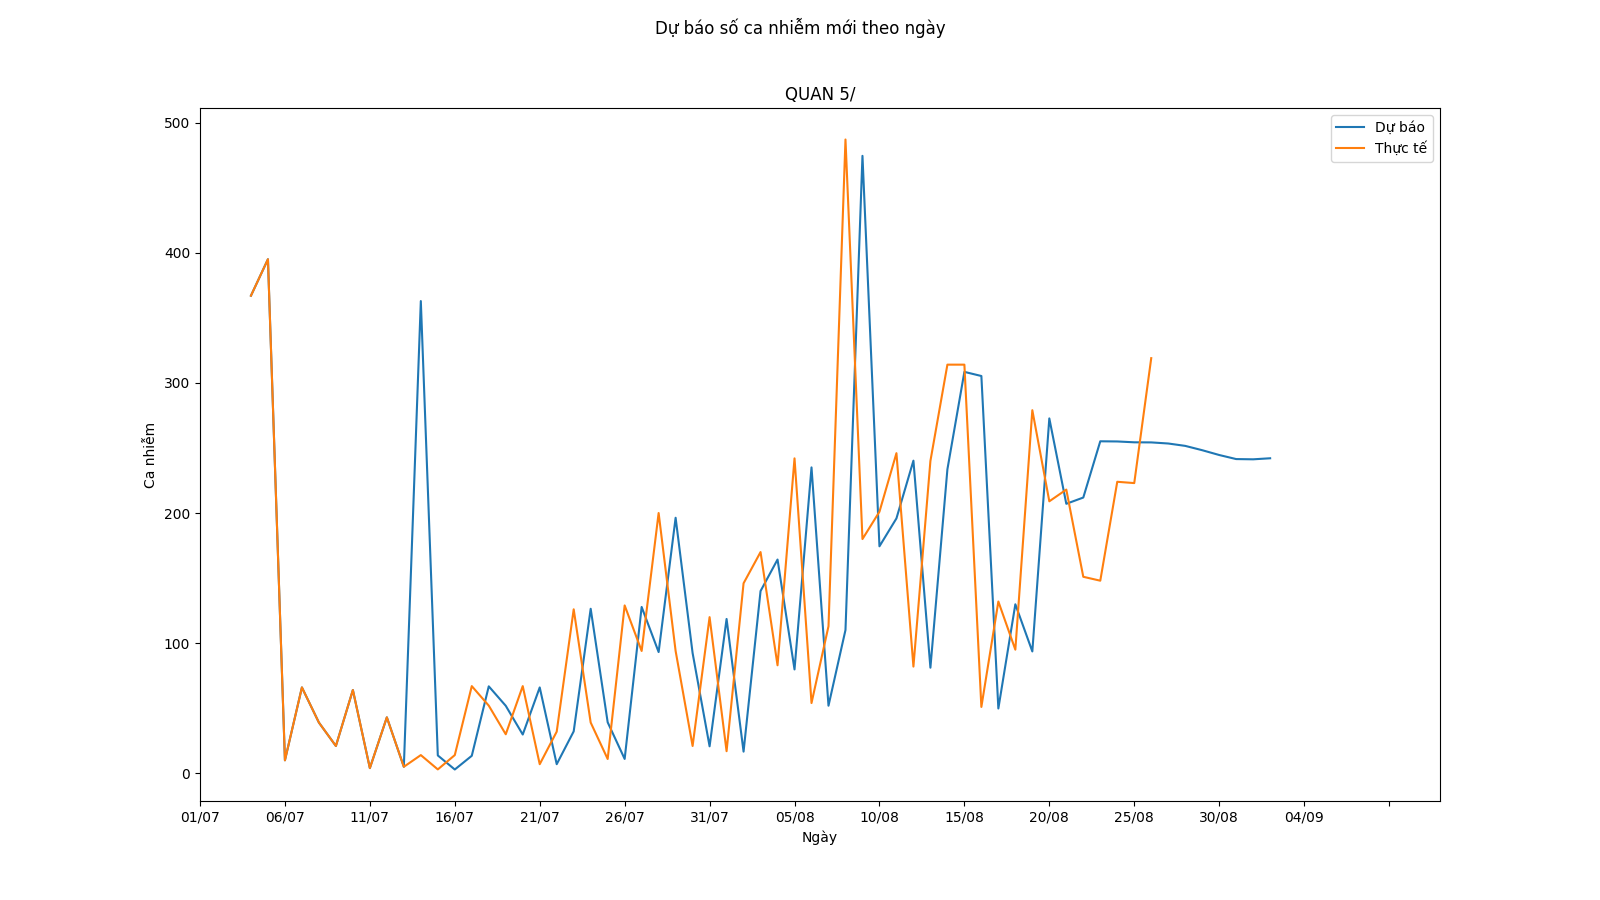 Dự báo số ca nhiễm mới theo ngày
QUAN 5/
Dự báo
Thực tế
500
400
300
200
100
0
Ca nhiễm
01/07 06/07 11/07 16/07 21/07 26/07 31/07 05/08 10/08 15/08 20/08 25/08 30/08 04/09
Ngày